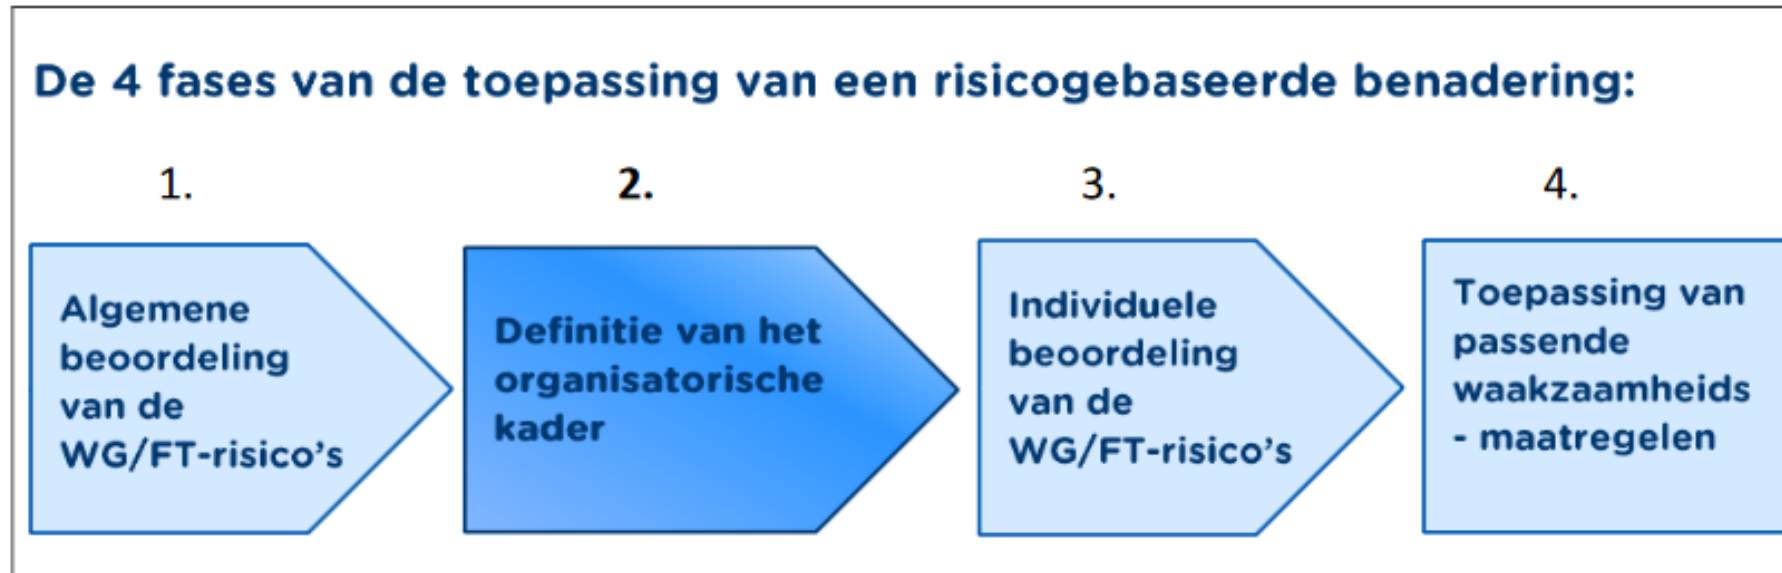 De 4 fases van de toepassing van een risicogebaseerde benadering:
1.
2.
3.
4.
Algemene
beoordeling
van de
WG/FT-risico's
Definitie van het
organisatorische
kader
Individuele
beoordeling
van de
WG/FT-risico's
Toepassing van
passende
waakzaamheids
- maatregelen